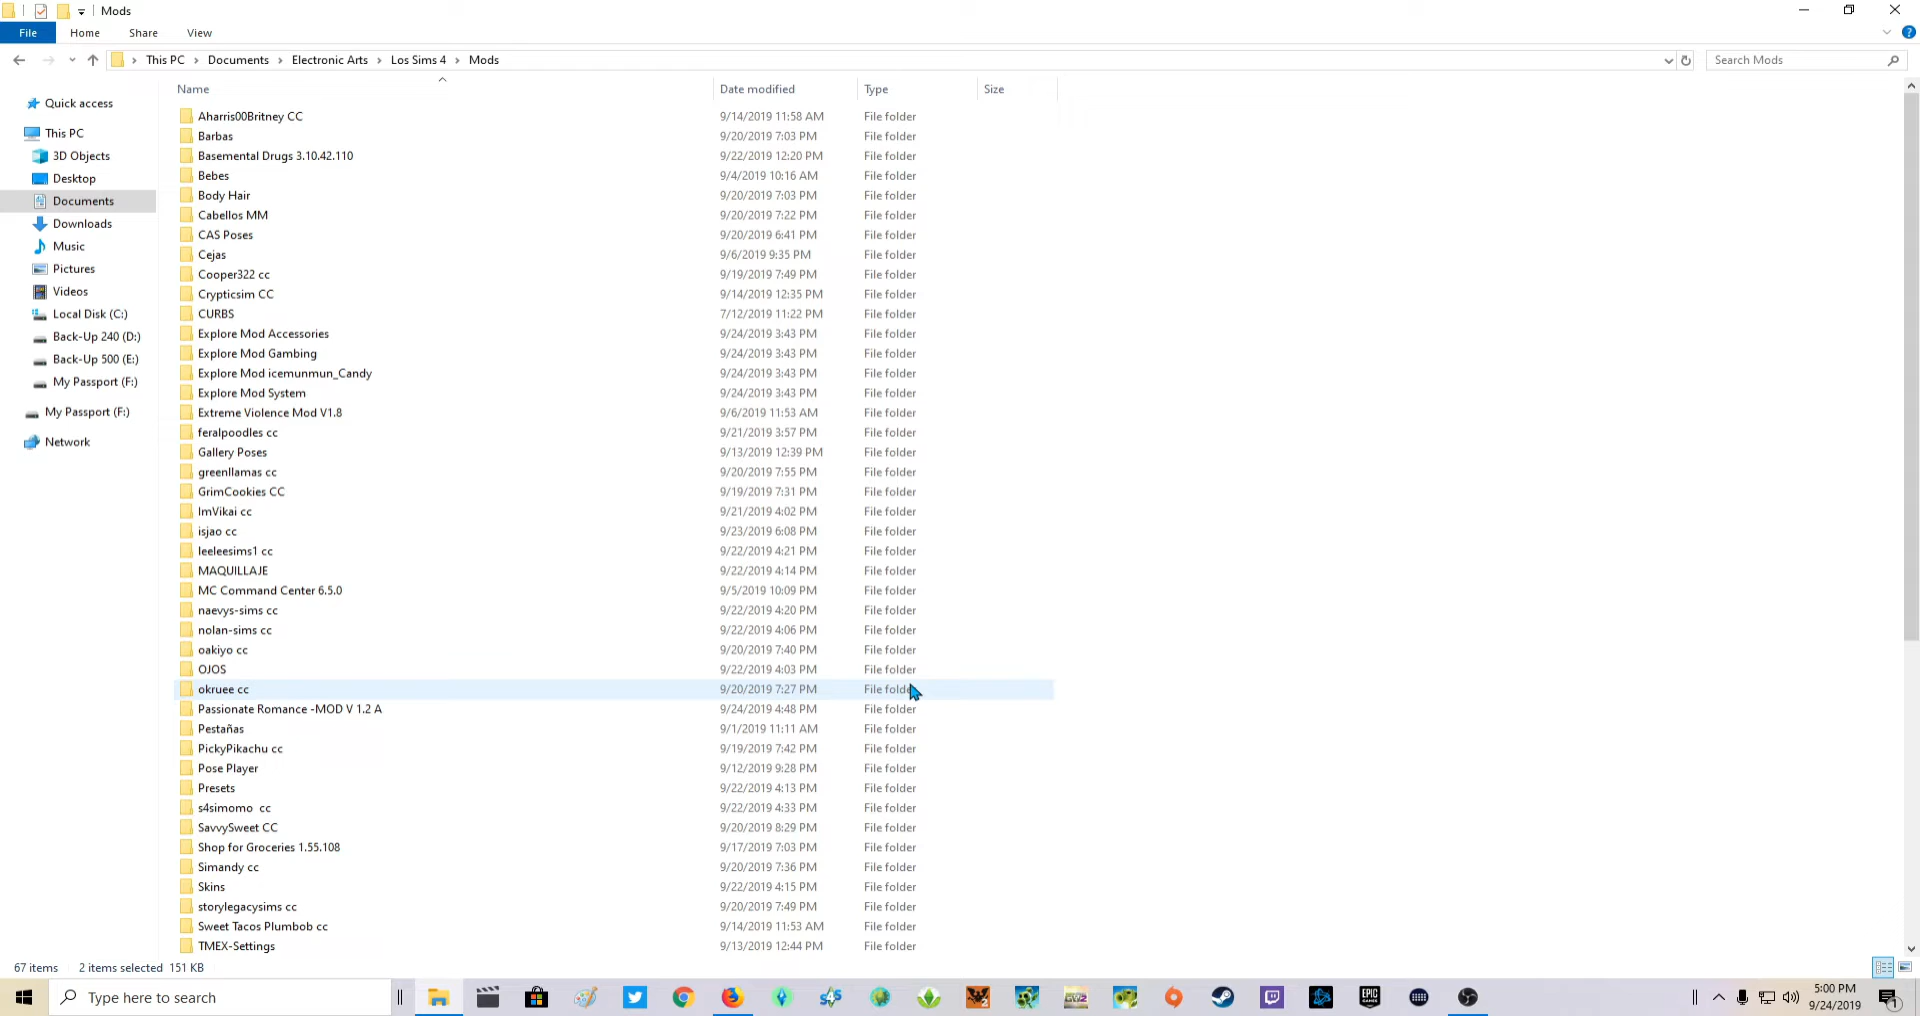 Mods
File Home Share View
This PC > Documents > Electronic Arts > Los Sims 4 > Mods
Search Mods
Name Date modified Type Size
Quick access
This PC
3D Objects
Desktop
Documents
Downloads
Music
Pictures
Videos
Local Disk (C:)
Back-Up 240 (D:)
Back-Up 500 (E:)
My Passport (F:)
My Passport (F:)
Network
Aharris00Britney CC 9/14/2019 11:58 AM File folder
Barbas 9/20/2019 7:03 PM File folder
Basemental Drugs 3.10.42.110 9/22/2019 12:20 PM File folder
Bebes 9/4/2019 10:16 AM File folder
Body Hair 9/20/2019 7:03 PM File folder
Cabellos MM 9/20/2019 7:22 PM File folder
CAS Poses 9/20/2019 6:41 PM File folder
Cejas 9/6/2019 9:35 PM File folder
Cooper322 cc 9/19/2019 7:49 PM File folder
Crypticsim CC 9/14/2019 12:35 PM File folder
CURBS 7/12/2019 11:22 PM File folder
Explore Mod Accessories 9/24/2019 3:43 PM File folder
Explore Mod Gambing 9/24/2019 3:43 PM File folder
Explore Mod icemunmun_Candy 9/24/2019 3:43 PM File folder
Explore Mod System 9/24/2019 3:43 PM File folder
Extreme Violence Mod V1.8 9/6/2019 11:53 AM File folder
feralpoodles cc 9/21/2019 3:57 PM File folder
Gallery Poses 9/13/2019 12:39 PM File folder
greenllamas cc 9/20/2019 7:55 PM File folder
GrimCookies CC 9/19/2019 7:31 PM File folder
ImVikai cc 9/21/2019 4:02 PM File folder
isjao cc 9/23/2019 6:08 PM File folder
leeleesims1 cc 9/22/2019 4:21 PM File folder
MAQUILLAJE 9/22/2019 4:14 PM File folder
MC Command Center 6.5.0 9/5/2019 10:09 PM File folder
naevys-sims cc 9/22/2019 4:20 PM File folder
nolan-sims cc 9/22/2019 4:06 PM File folder
oakiyo cc 9/20/2019 7:40 PM File folder
OJOS 9/22/2019 4:03 PM File folder
okruee cc 9/20/2019 7:27 PM File folder
Passionate Romance -MOD V 1.2 A 9/24/2019 4:48 PM File folder
Pestañas 9/1/2019 11:11 AM File folder
PickyPikachu cc 9/19/2019 7:42 PM File folder
Pose Player 9/12/2019 9:28 PM File folder
Presets 9/22/2019 4:13 PM File folder
s4simomo cc 9/22/2019 4:33 PM File folder
SavvySweet CC 9/20/2019 8:29 PM File folder
Shop for Groceries 1.55.108 9/17/2019 7:03 PM File folder
Simandy cc 9/20/2019 7:36 PM File folder
Skins 9/22/2019 4:15 PM File folder
storylegacysims cc 9/20/2019 7:49 PM File folder
Sweet Tacos Plumbob cc 9/14/2019 11:53 AM File folder
TMEX-Settings 9/13/2019 12:44 PM File folder
67 items 2 items selected 151 KB
Type here to search
5:00 PM
9/24/2019